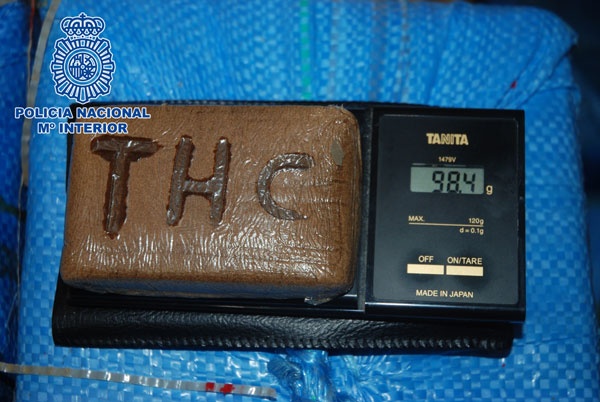 POLICIA NACIONAL
Mº INTERIOR
THC
TANITA
1479V
98.4 g
MAX. 120g
d = 0.1g
OFF ON/TARE
MADE IN JAPAN